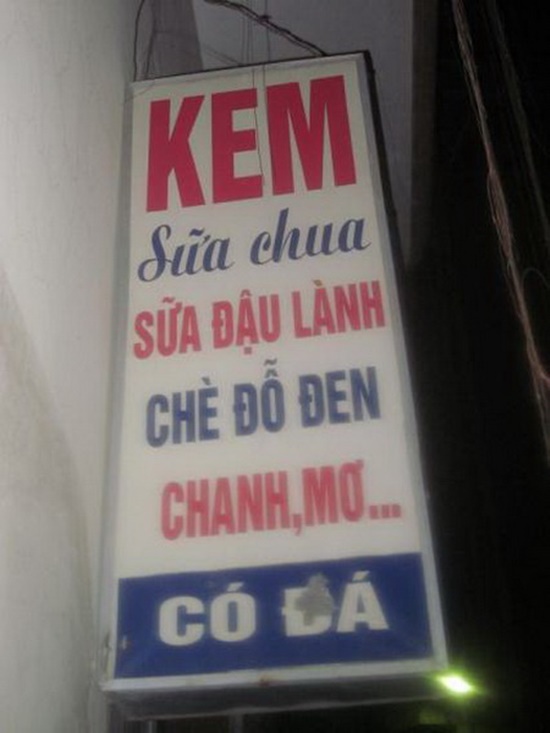 KEM
Sữa chua
SỮA ĐẬU LÀNH
CHÈ ĐỖ ĐEN
CHANH,MƠ...
CÓ ĐÁ